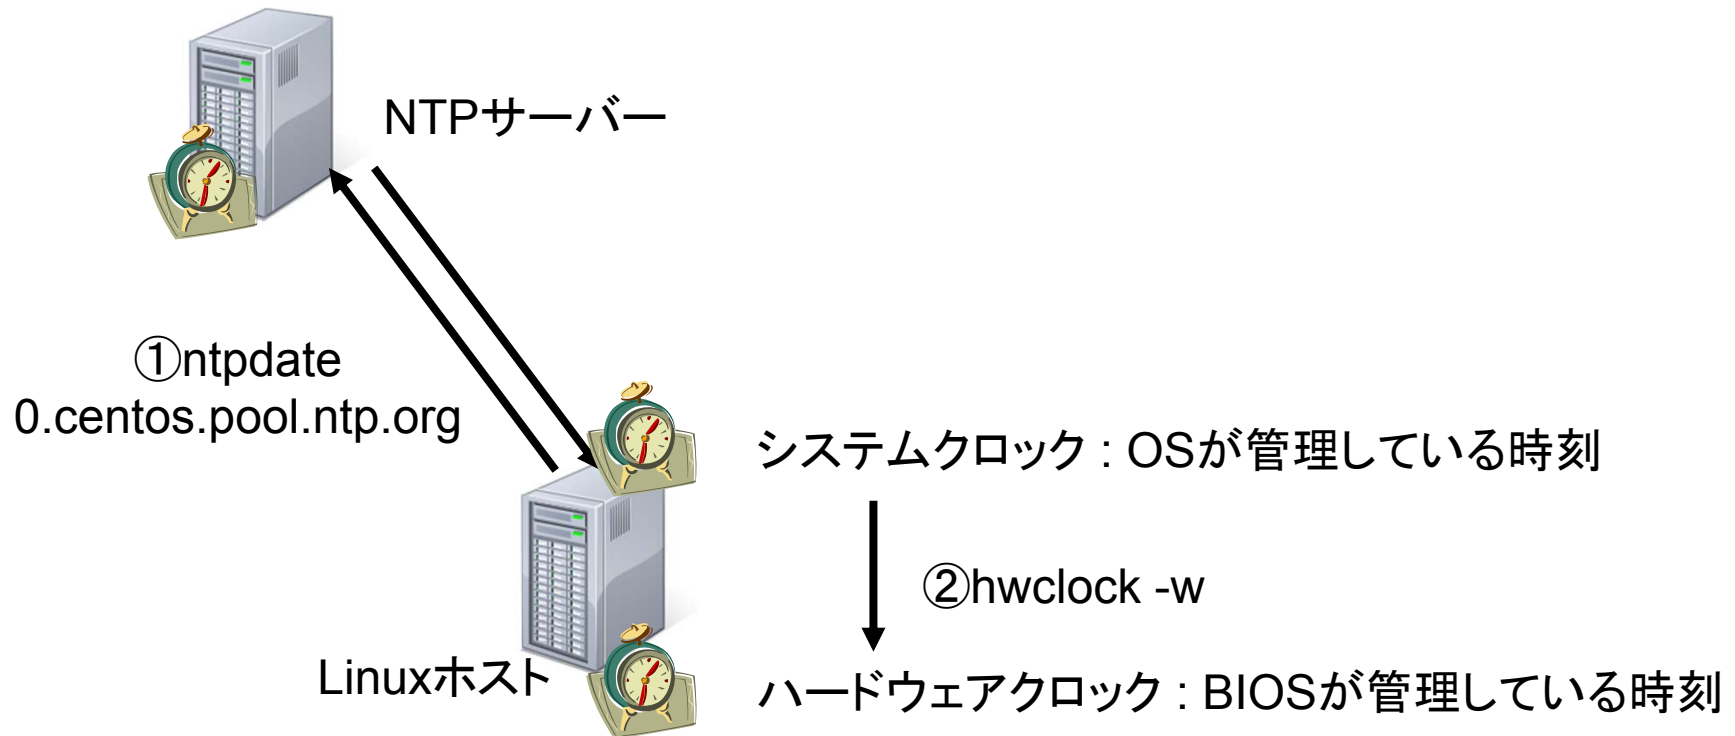 NTPサーバー
①ntpdate
0.centos.pool.ntp.org
システムクロック : OSが管理している時刻
②hwclock -w
Linuxホスト
ハードウェアクロック : BIOSが管理している時刻